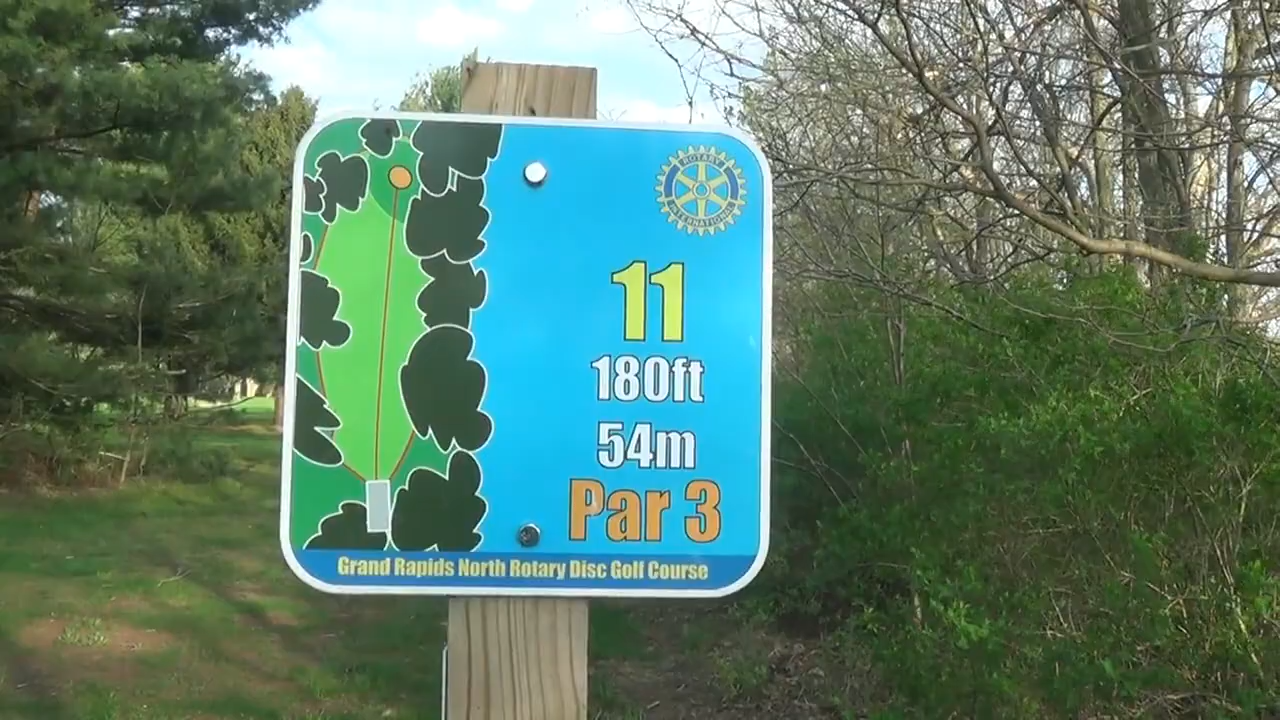 ROTARY
INTERNATIONAL
11
180ft
54m
Par 3
Grand Rapids North Rotary Disc Golf Course